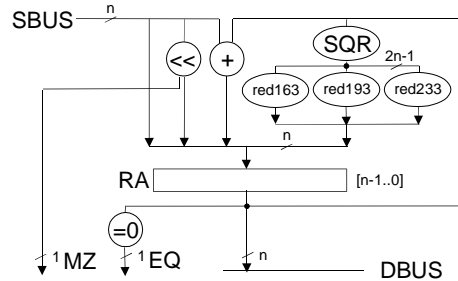 SBUS n
<< + SQR
2n-1
red163 red193 red233
n
RA [n-1..0]
=0
1 MZ 1 EQ n DBUS